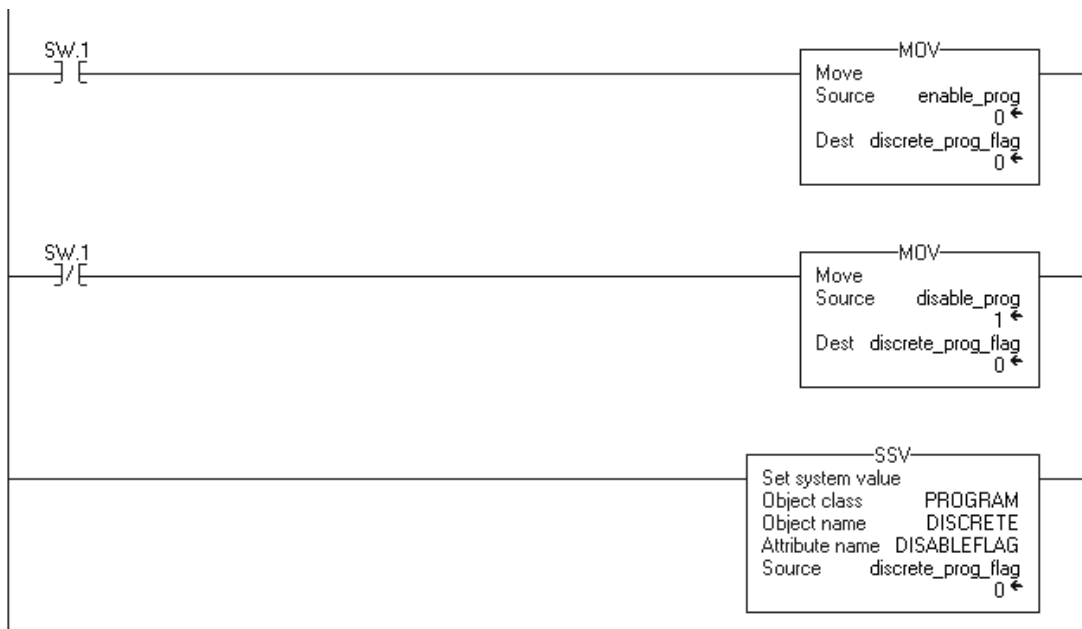 SW.1
MOV
Move
Source enable_prog
0
Dest discrete_prog_flag
0
SW.1
MOV
Move
Source disable_prog
1
Dest discrete_prog_flag
0
SSV
Set system value
Object class PROGRAM
Object name DISCRETE
Attribute name DISABLEFLAG
Source discrete_prog_flag
0